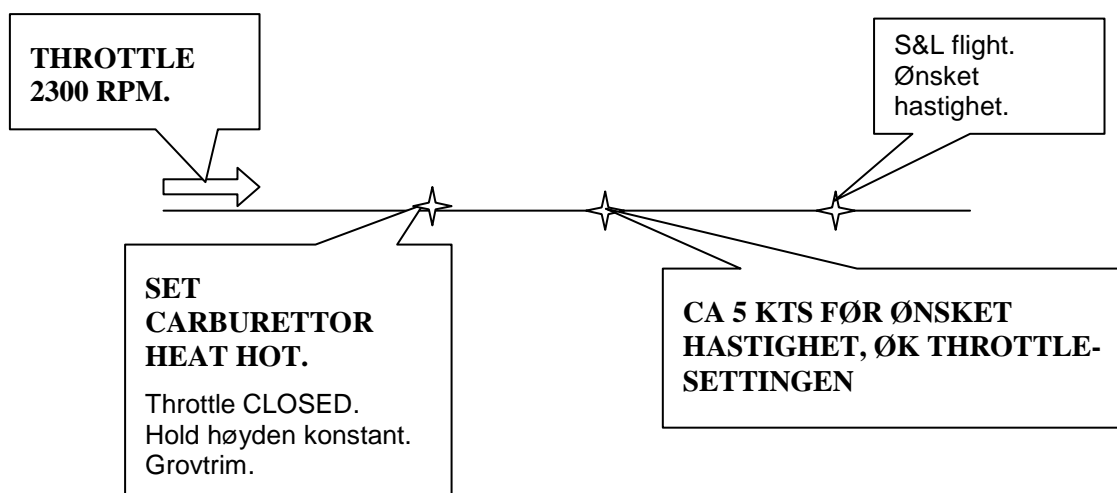 THROTTLE
2300 RPM.
S&L flight.
Ønsket
hastighet.
SET
CARBURETTOR
HEAT HOT.
Throttle CLOSED.
Hold høyden konstant.
Grovtrim.
CA 5 KTS FØR ØNSKET
HASTIGHET, ØK THROTTLE-
SETTINGEN